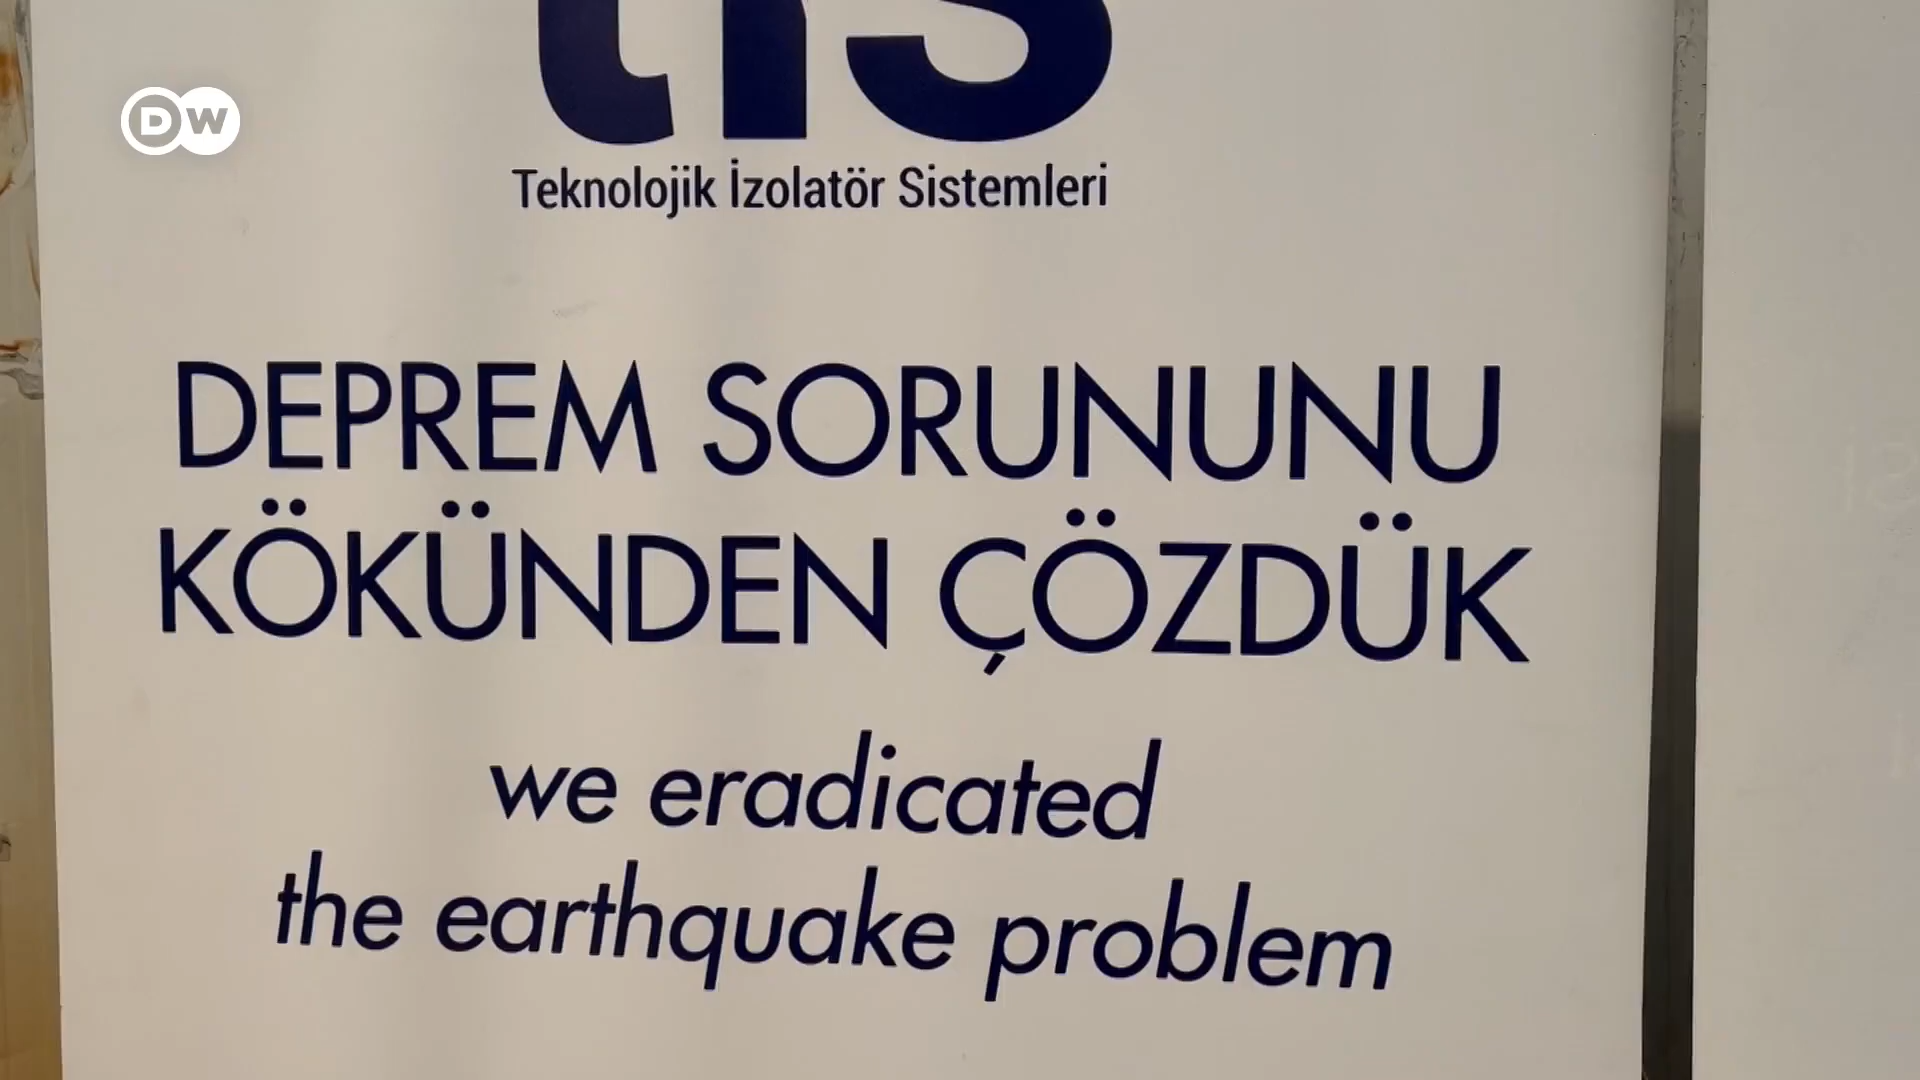 tis
DW
Teknolojik İzolatör Sistemleri
DEPREM SORUNUNU
KÖKÜNDEN ÇÖZDÜK
we eradicated
the earthquake problem